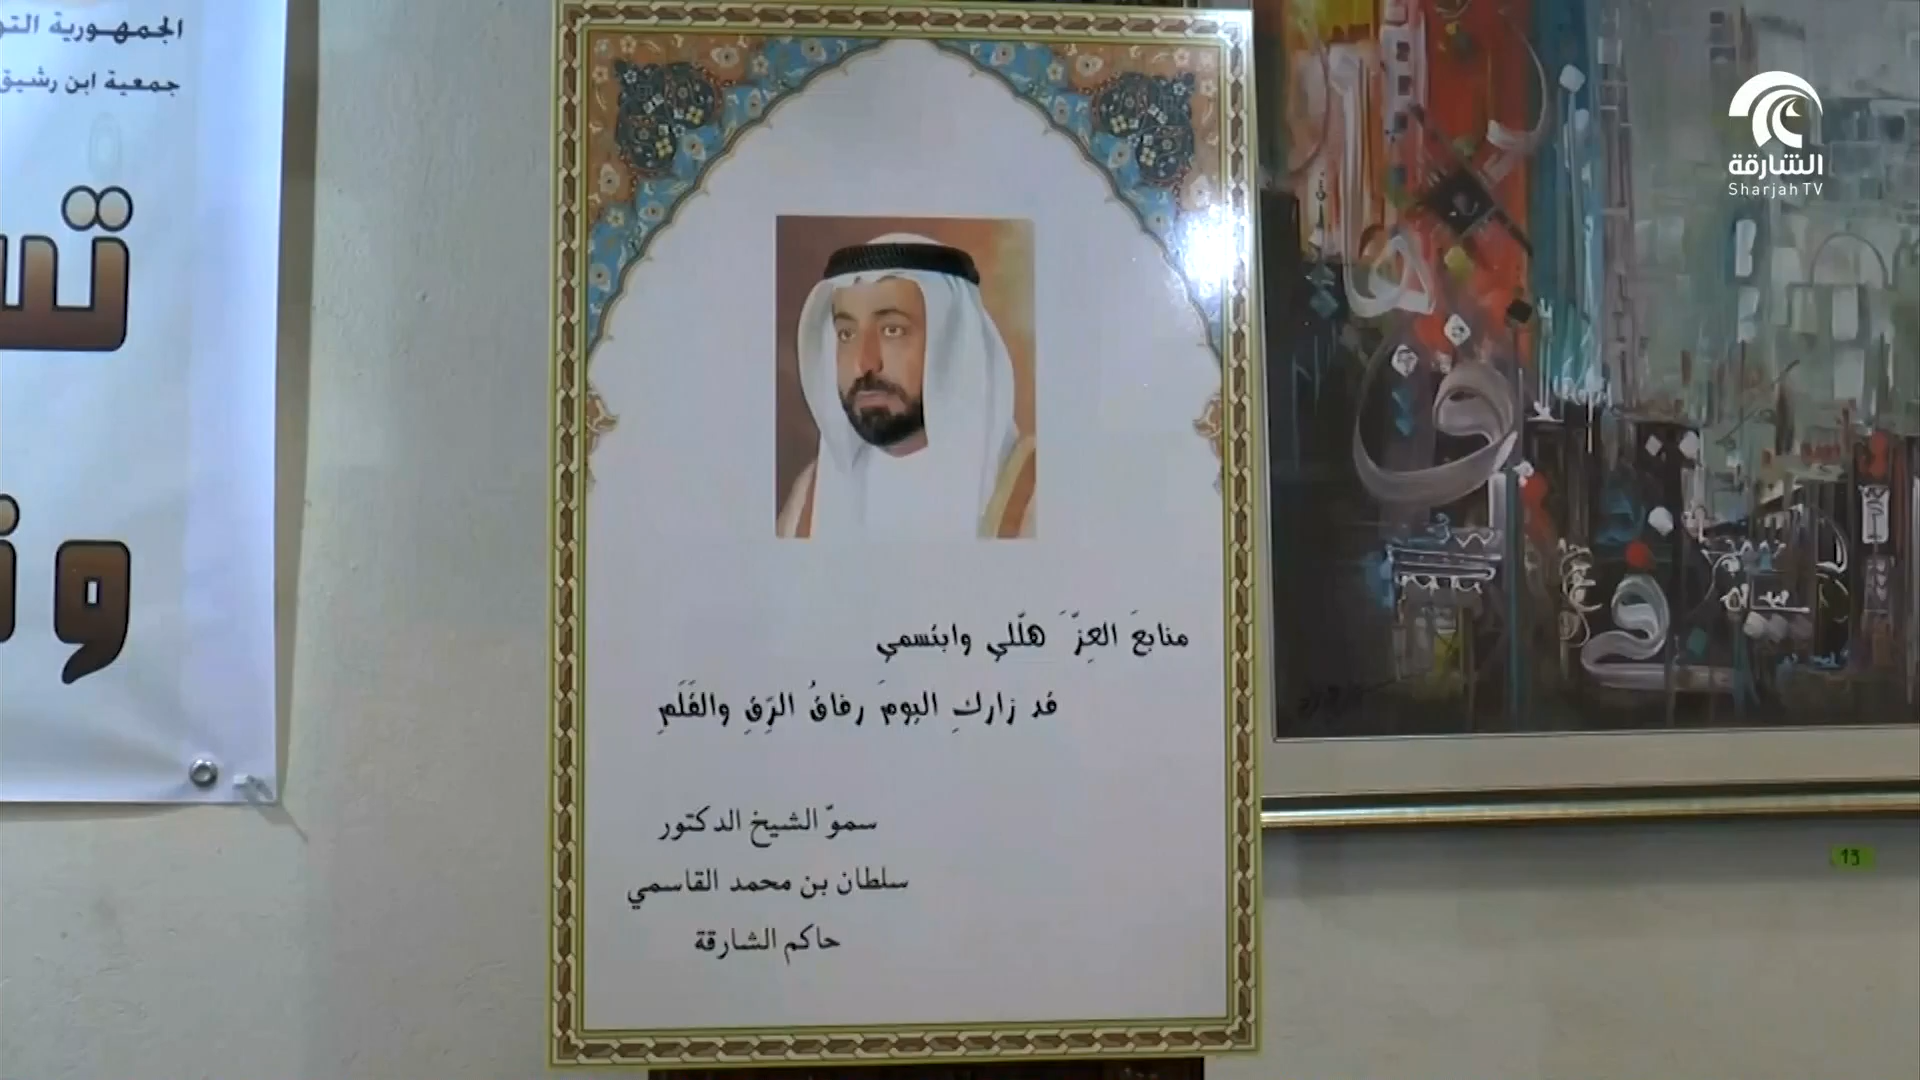 الجمهورية
جمعية ابن رشيق
الشارقة
Sharjah TV
منابعَ العِزّ َ هلّلي وابتسمي
قد زاركِ اليومَ رفاقُ الرَقِ والقَلَمِ
سموّ الشيخ الدكتور
سلطان بن محمد القاسمي
حاكم الشارقة
13